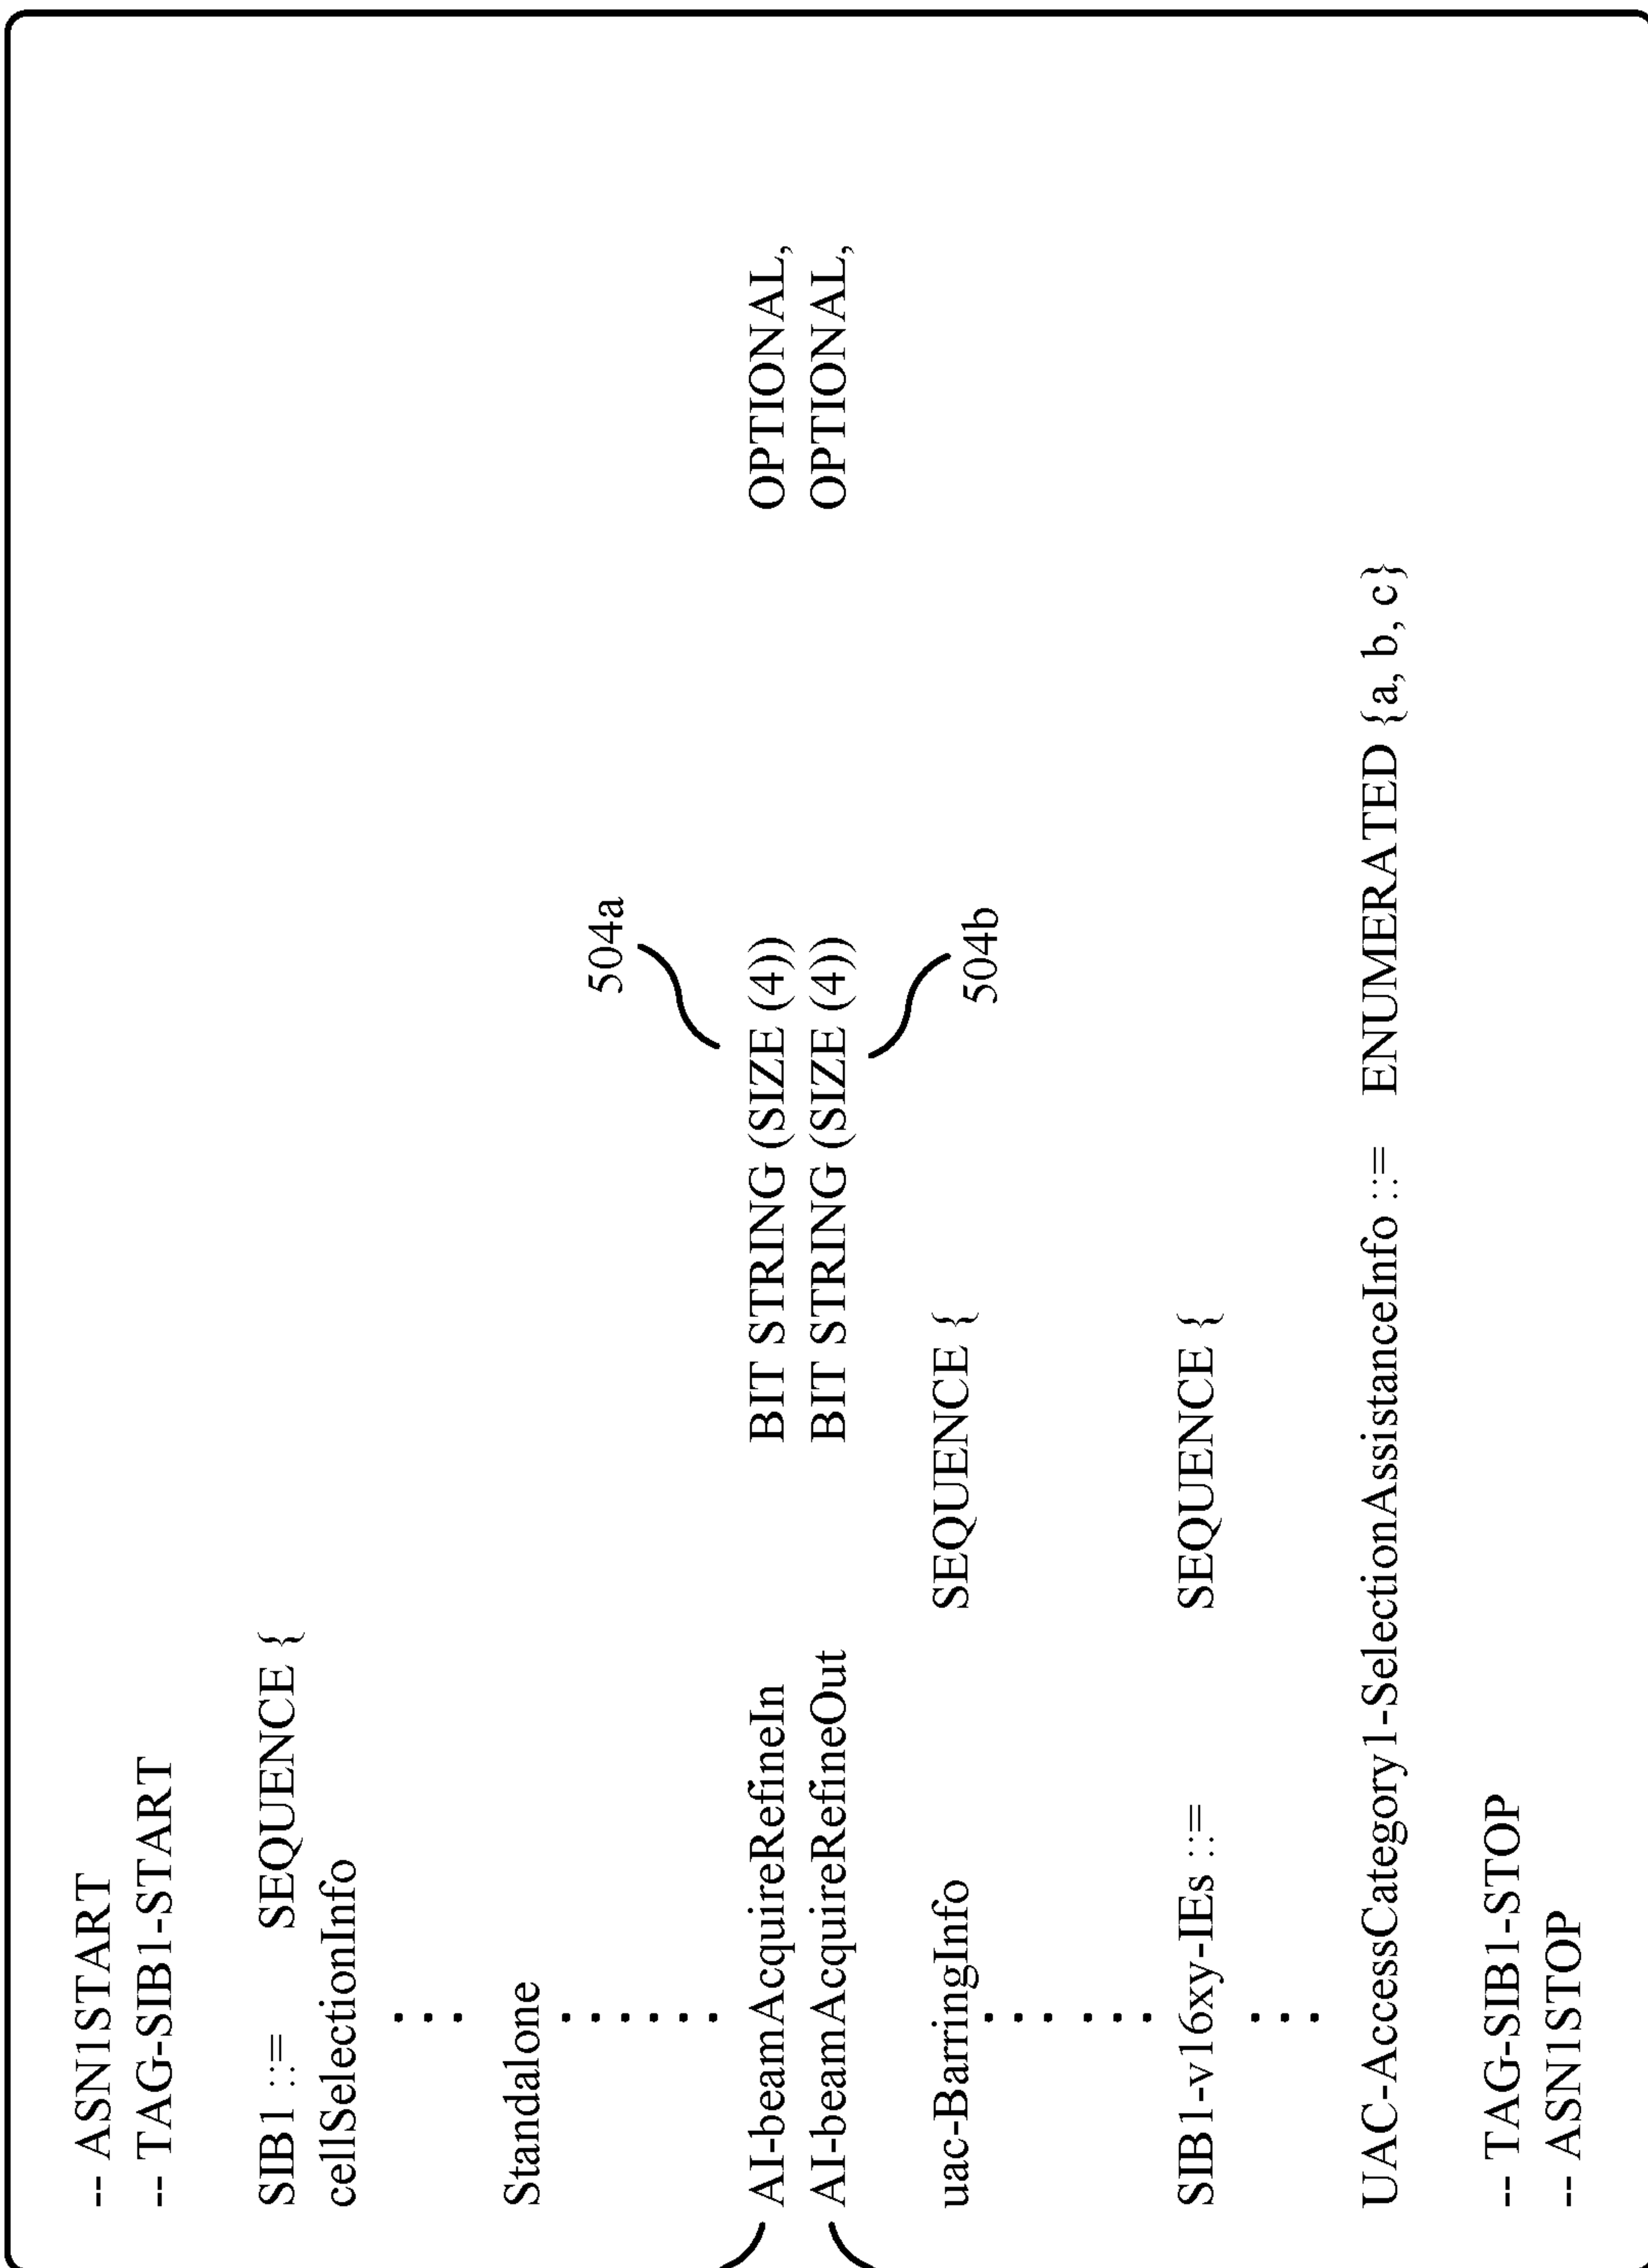 -- ASN1START
-- TAG-SIB1-START
SIB1 ::= SEQUENCE {
cellSelectionInfo
...
Standalone
......
504a
AI-beamAcquireRefineIn BIT STRING (SIZE (4)) OPTIONAL,
AI-beamAcquireRefineOut BIT STRING (SIZE (4)) OPTIONAL,
504b
uac-BarringInfo SEQUENCE {
......
SIB1-v16xy-IEs ::= SEQUENCE {
...
UAC-AccessCategory1-SelectionAssistanceInfo ::= ENUMERATED {a, b, c}
-- TAG-SIB1-STOP
-- ASN1STOP